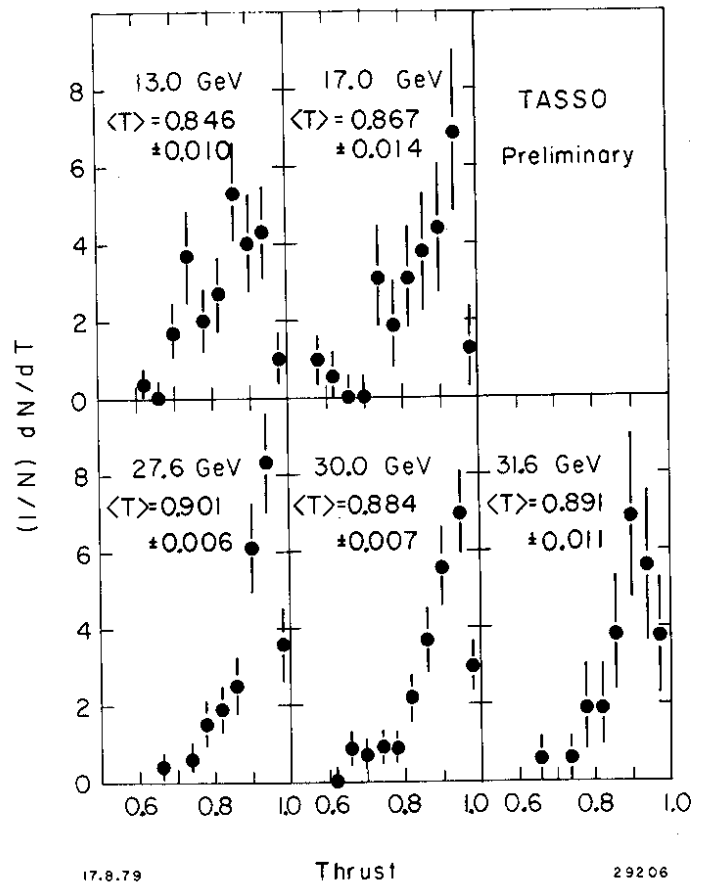 13.0 GeV
⟨T⟩=0.846
±0.010
17.0 GeV
⟨T⟩=0.867
±0.014
TASSO
Preliminary
8
6
4
2
0
(1/N) dN/dT
27.6 GeV
⟨T⟩=0.901
±0.006
30.0 GeV
⟨T⟩=0.884
±0.007
31.6 GeV
⟨T⟩=0.891
±0.011
8
6
4
2
0
0.6 0.8 1.0 0.6 0.8 1.0 0.6 0.8 1.0
Thrust
17.8.79
29206